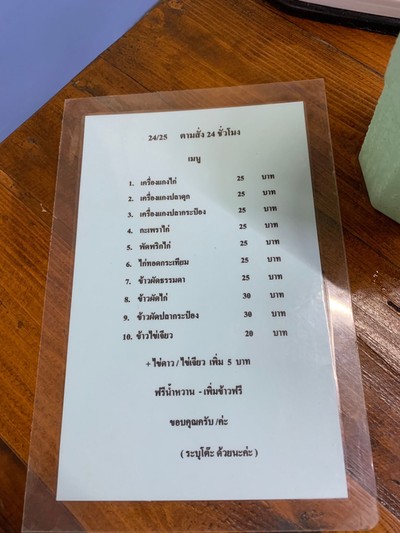 24/25 ตามสั่ง 24 ชั่วโมง
เมนู
1. เครื่องแกงไก่ 25 บาท
2. เครื่องแกงปลาดุก 25 บาท
3. เครื่องแกงปลากระป๋อง 25 บาท
4. กะเพราไก่ 25 บาท
5. พัดพริกไก่ 25 บาท
6. ไก่ทอดกระเทียม 25 บาท
7. ข้าวผัดธรรมดา 25 บาท
8. ข้าวผัดไก่ 30 บาท
9. ข้าวผัดปลากระป๋อง 30 บาท
10. ข้าวไข่เจียว 20 บาท
+ ไข่ดาว / ไข่เจียว เพิ่ม 5 บาท
ฟรีน้ำหวาน - เพิ่มข้าวฟรี
ขอบคุณครับ /ค่ะ
( ระบุโต๊ะ ด้วยนะค่ะ )